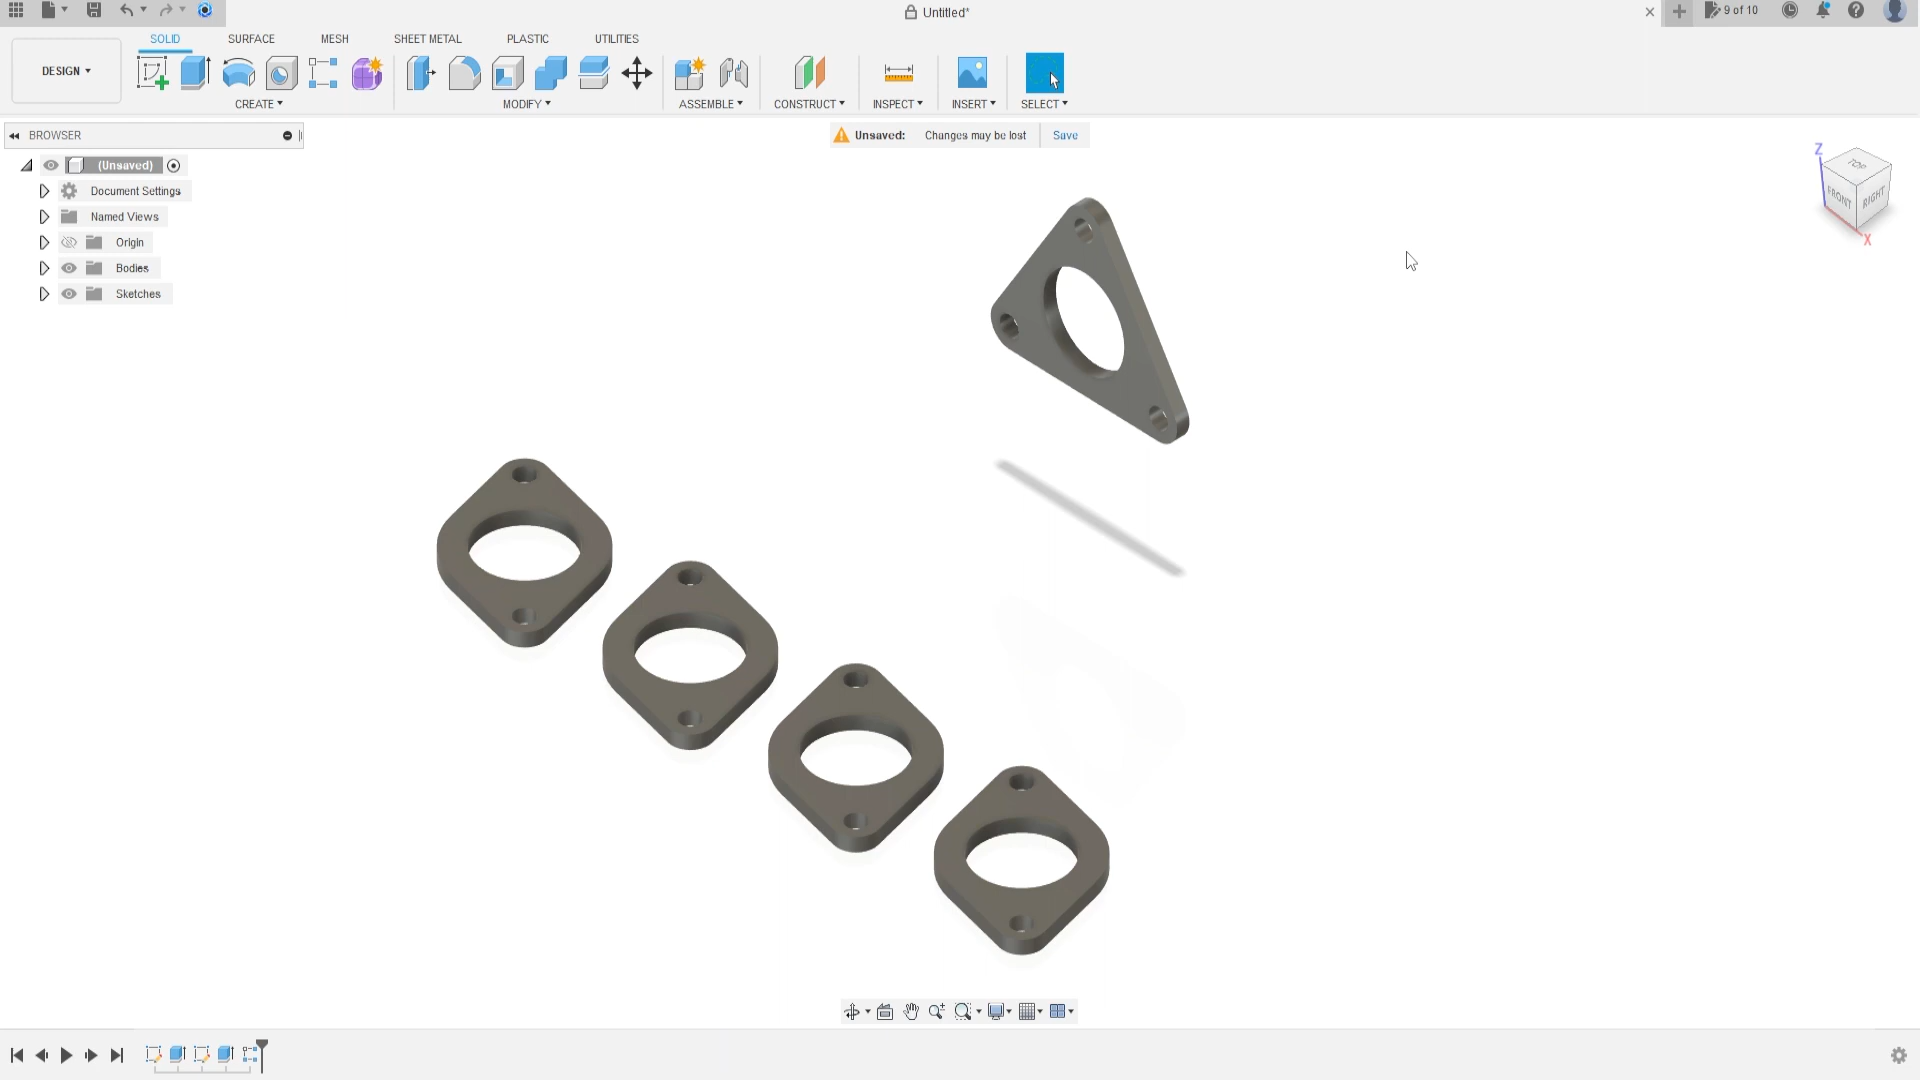 Untitled*
9 of 10
SOLID SURFACE MESH SHEET METAL PLASTIC UTILITIES
DESIGN
CREATE MODIFY ASSEMBLE CONSTRUCT INSPECT INSERT SELECT
BROWSER
Unsaved: Changes may be lost Save
(Unsaved)
Document Settings
Named Views
Origin
Bodies
Sketches
Z
TOP
FRONT RIGHT
X